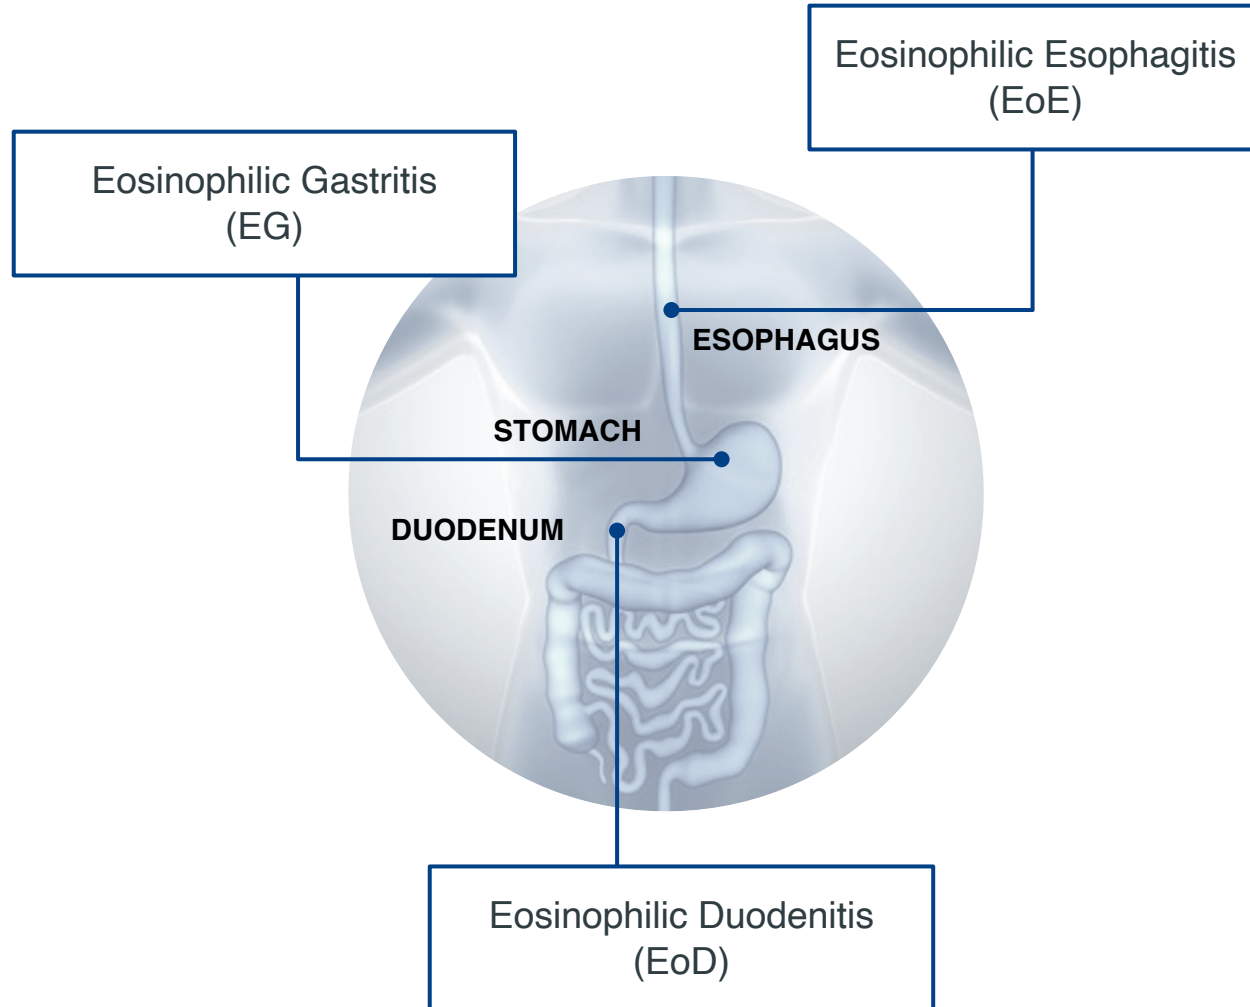 Eosinophilic Esophagitis
(EoE)
Eosinophilic Gastritis
(EG)
ESOPHAGUS
STOMACH
DUODENUM
Eosinophilic Duodenitis
(EoD)